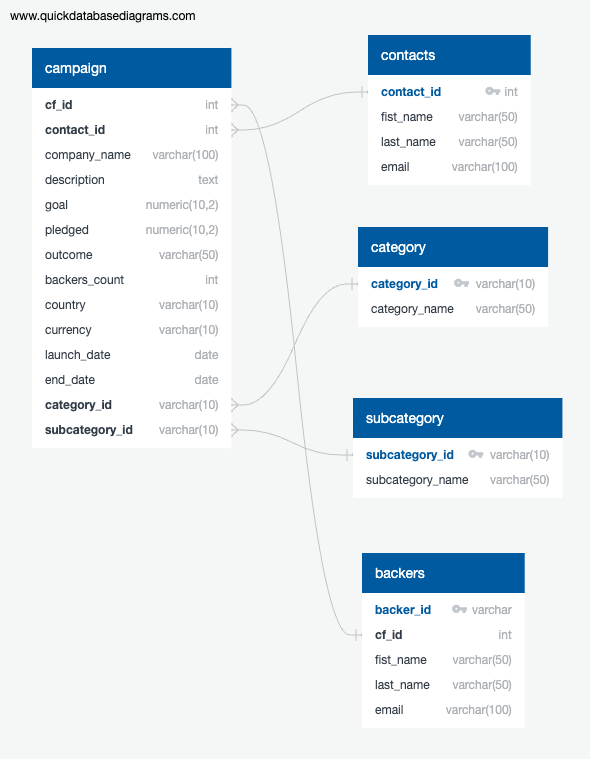 www.quickdatabasediagrams.com
campaign
cf_id int
contact_id int
company_name varchar(100)
description text
goal numeric(10,2)
pledged numeric(10,2)
outcome varchar(50)
backers_count int
country varchar(10)
currency varchar(10)
launch_date date
end_date date
category_id varchar(10)
subcategory_id varchar(10)
contacts
contact_id int
fist_name varchar(50)
last_name varchar(50)
email varchar(100)
category
category_id varchar(10)
category_name varchar(50)
subcategory
subcategory_id varchar(10)
subcategory_name varchar(50)
backers
backer_id varchar
cf_id int
fist_name varchar(50)
last_name varchar(50)
email varchar(100)